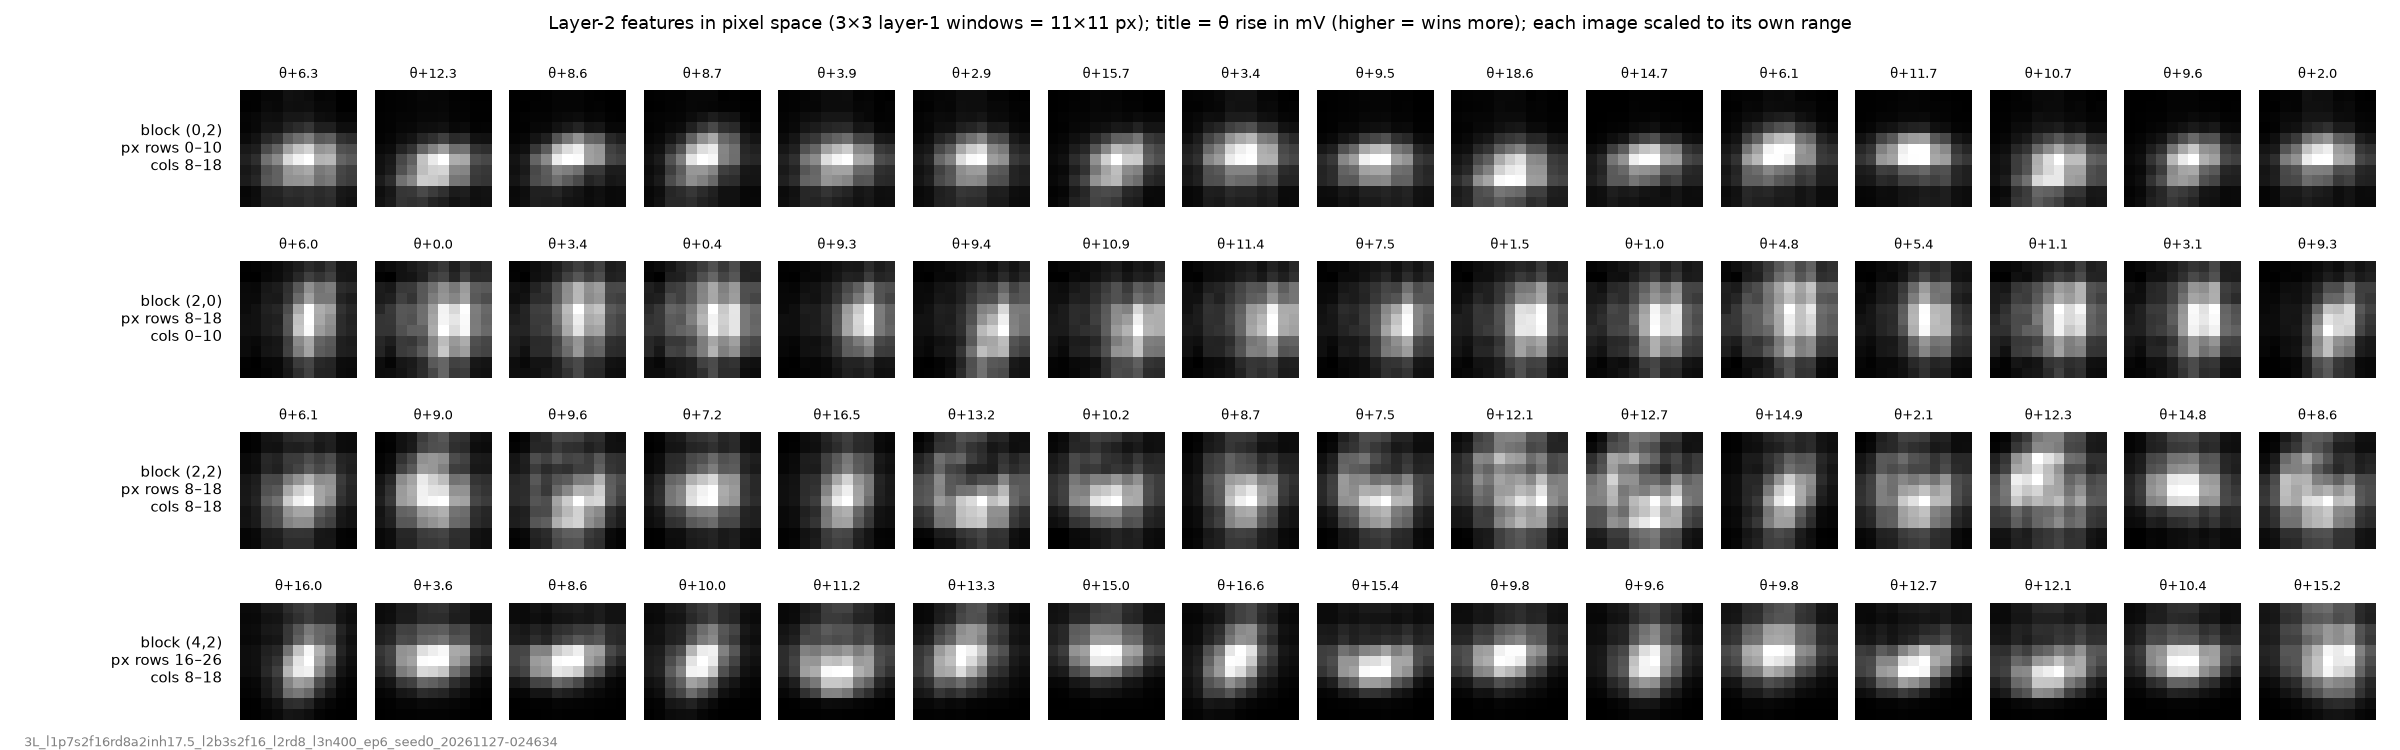 Layer-2 features in pixel space (3×3 layer-1 windows = 11×11 px); title = θ rise in mV (higher = wins more); each image scaled to its own range
θ+6.3 θ+12.3 θ+8.6 θ+8.7 θ+3.9 θ+2.9 θ+15.7 θ+3.4 θ+9.5 θ+18.6 θ+14.7 θ+6.1 θ+11.7 θ+10.7 θ+9.6 θ+2.0
block (0,2)
px rows 0–10
cols 8–18
θ+6.0 θ+0.0 θ+3.4 θ+0.4 θ+9.3 θ+9.4 θ+10.9 θ+11.4 θ+7.5 θ+1.5 θ+1.0 θ+4.8 θ+5.4 θ+1.1 θ+3.1 θ+9.3
block (2,0)
px rows 8–18
cols 0–10
θ+6.1 θ+9.0 θ+9.6 θ+7.2 θ+16.5 θ+13.2 θ+10.2 θ+8.7 θ+7.5 θ+12.1 θ+12.7 θ+14.9 θ+2.1 θ+12.3 θ+14.8 θ+8.6
block (2,2)
px rows 8–18
cols 8–18
θ+16.0 θ+3.6 θ+8.6 θ+10.0 θ+11.2 θ+13.3 θ+15.0 θ+16.6 θ+15.4 θ+9.8 θ+9.6 θ+9.8 θ+12.7 θ+12.1 θ+10.4 θ+15.2
block (4,2)
px rows 16–26
cols 8–18
3L_l1p7s2f16rd8a2inh17.5_l2b3s2f16_l2rd8_l3n400_ep6_seed0_20261127-024634